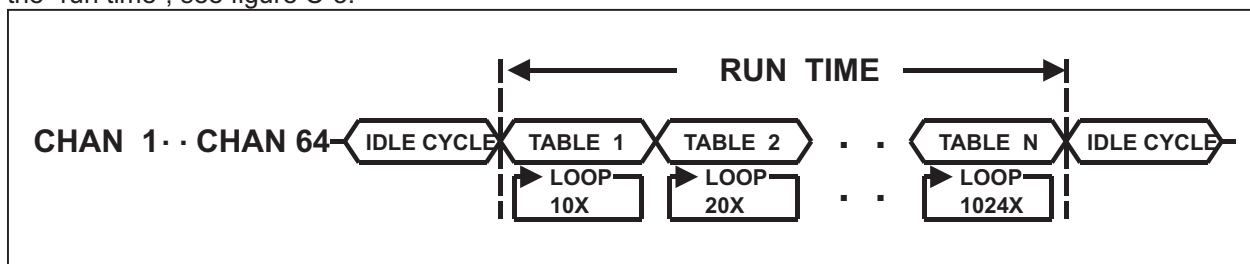 the "run time", see figure C-3.
RUN TIME
CHAN 1 · · CHAN 64 IDLE CYCLE TABLE 1 TABLE 2 · · TABLE N IDLE CYCLE
LOOP LOOP LOOP
10X 20X · · 1024X